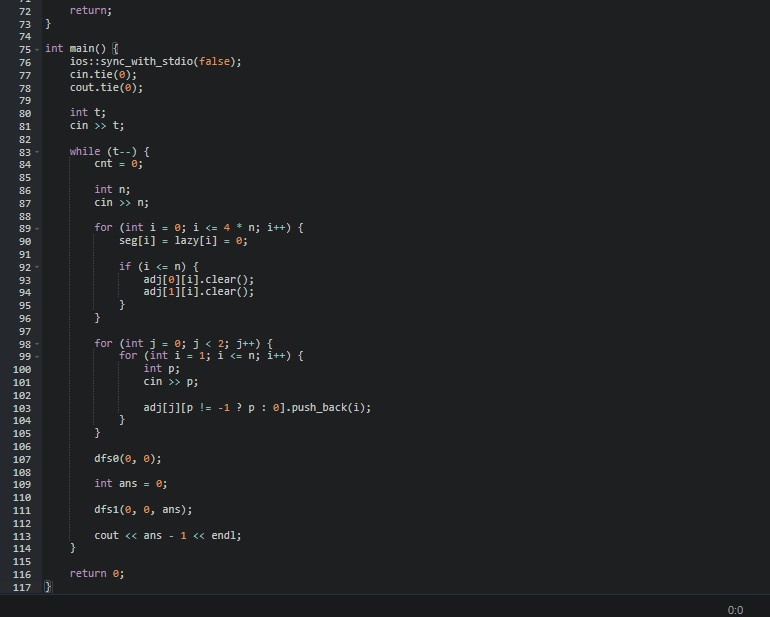 71
72 return;
73 }
74
75 int main() {
76 ios::sync_with_stdio(false);
77 cin.tie(0);
78 cout.tie(0);
79
80 int t;
81 cin >> t;
82
83 while (t--) {
84 cnt = 0;
85
86 int n;
87 cin >> n;
88
89 for (int i = 0; i <= 4 * n; i++) {
90 seg[i] = lazy[i] = 0;
91
92 if (i <= n) {
93 adj[0][i].clear();
94 adj[1][i].clear();
95 }
96 }
97
98 for (int j = 0; j < 2; j++) {
99 for (int i = 1; i <= n; i++) {
100 int p;
101 cin >> p;
102
103 adj[j][p != -1 ? p : 0].push_back(i);
104 }
105 }
106
107 dfs0(0, 0);
108
109 int ans = 0;
110
111 dfs1(0, 0, ans);
112
113 cout << ans - 1 << endl;
114 }
115
116 return 0;
117 }
0:0